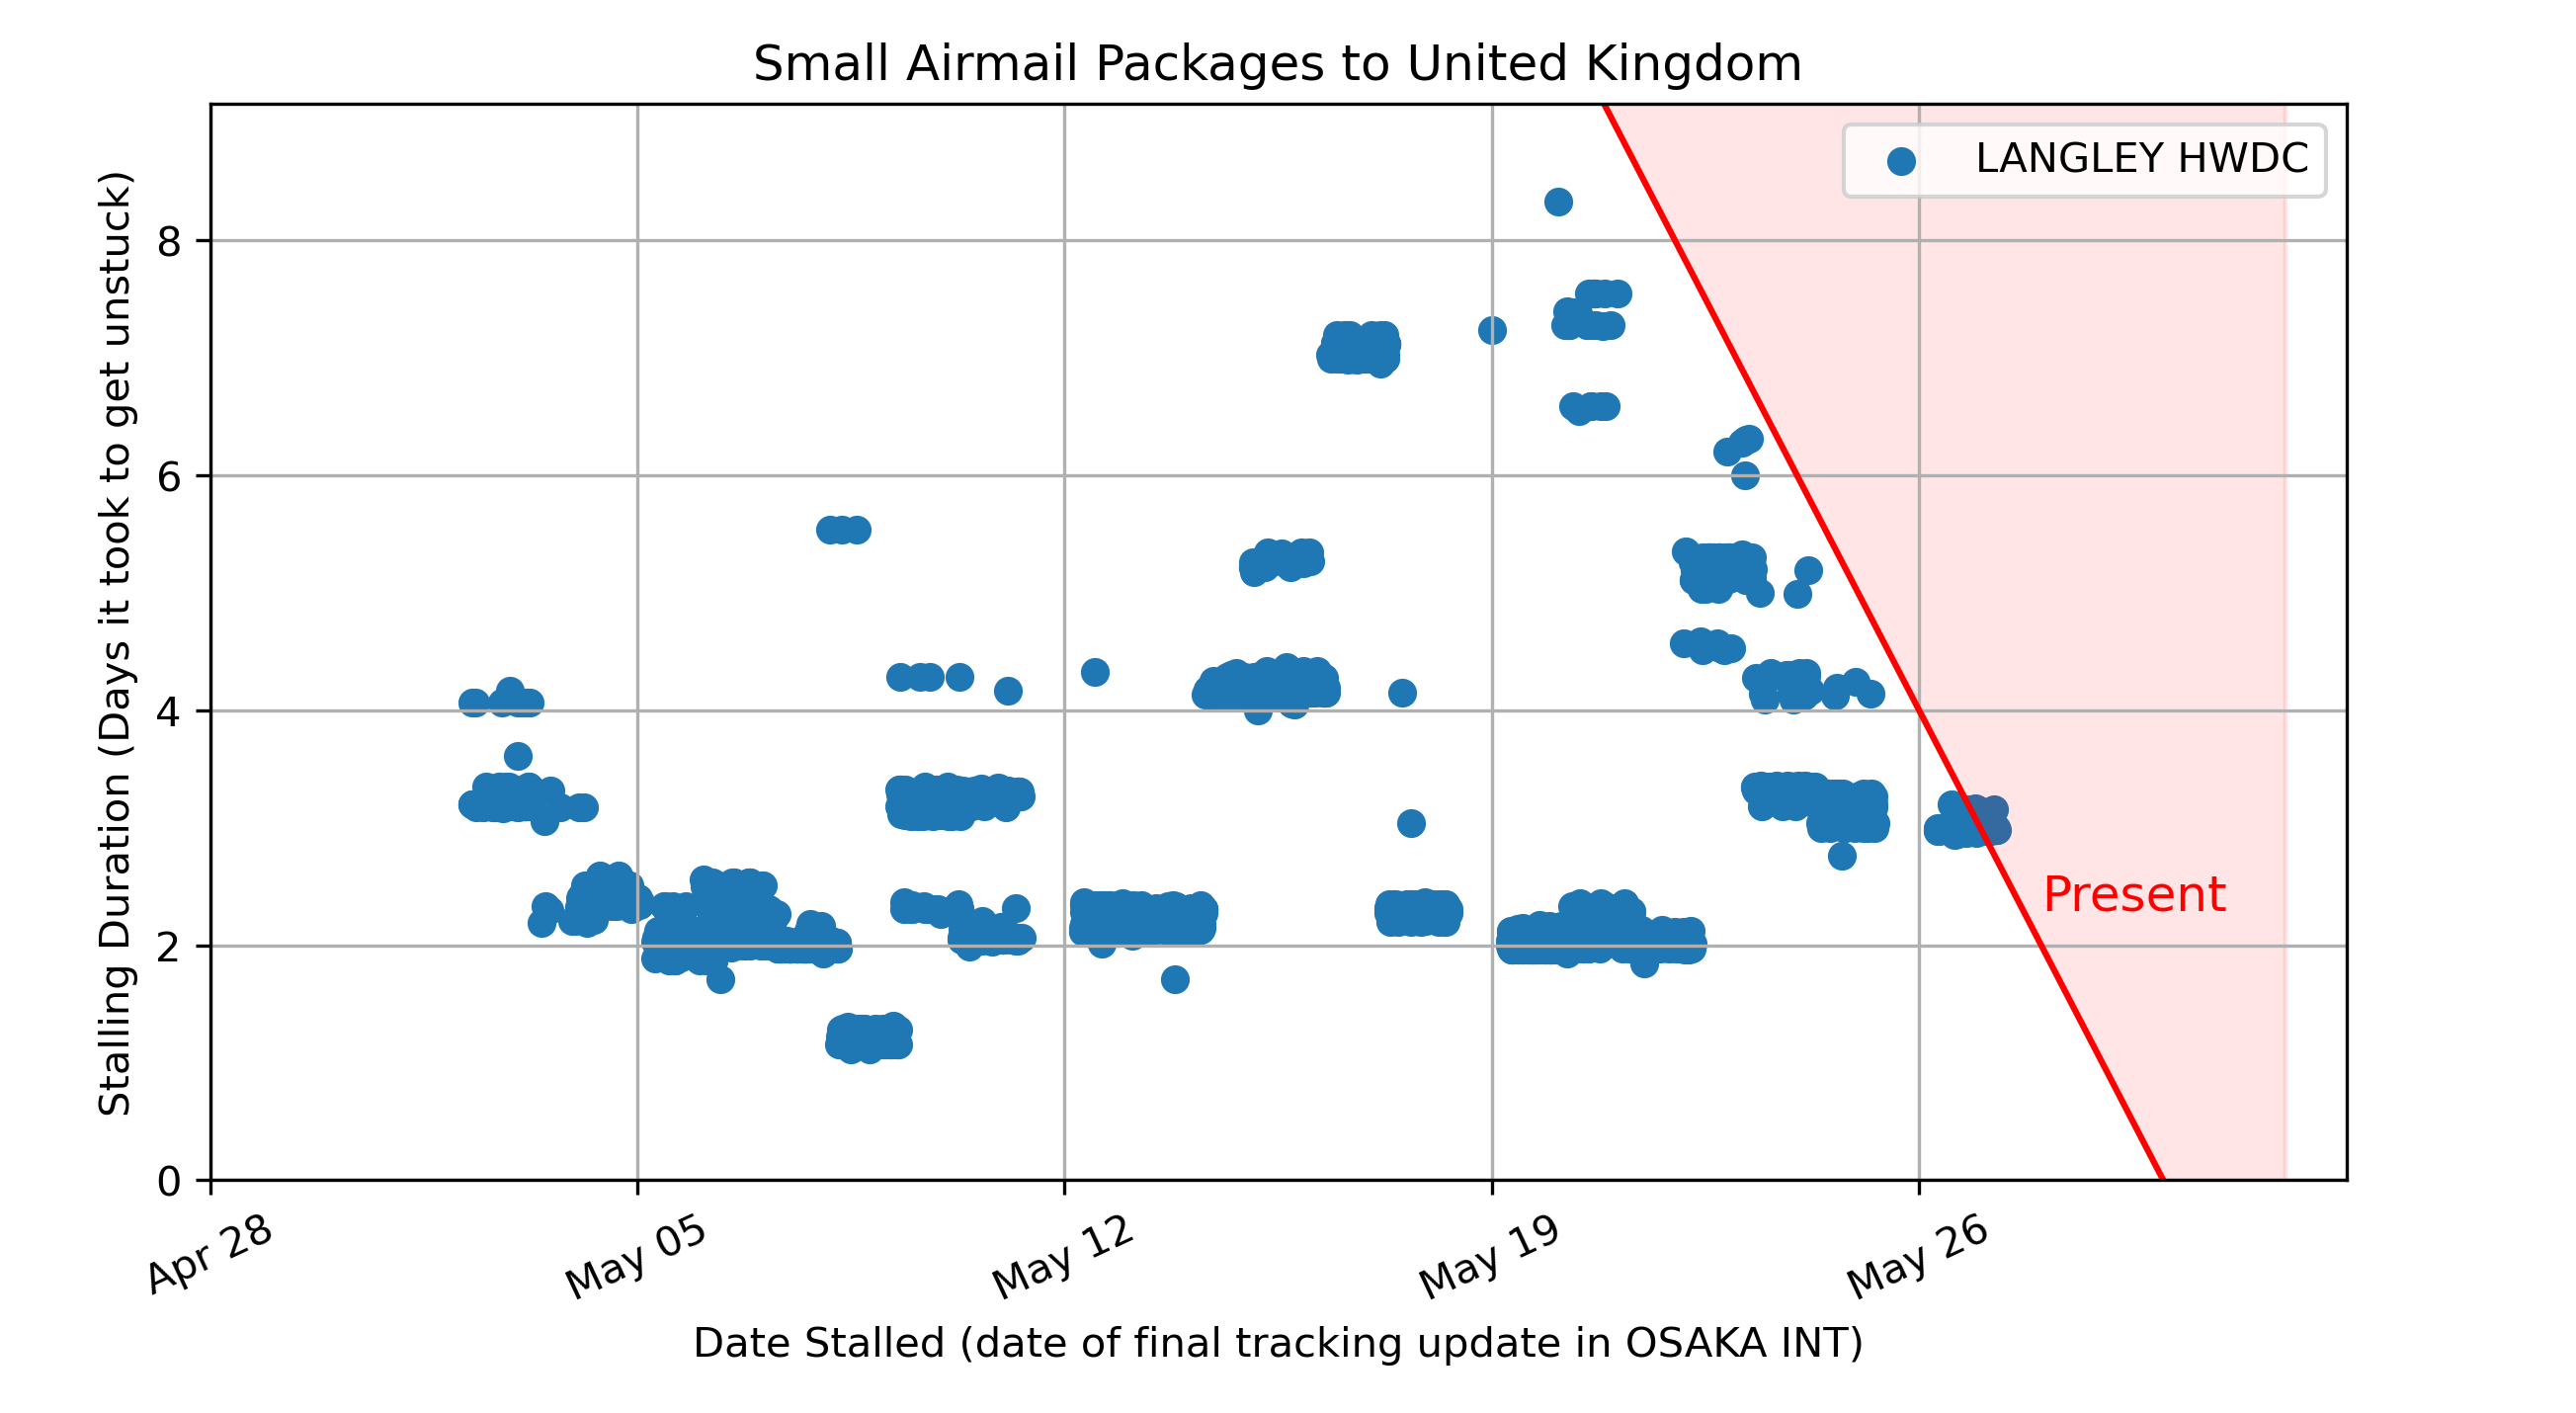 Small Airmail Packages to United Kingdom
LANGLEY HWDC
Stalling Duration (Days it took to get unstuck)
8
6
4
2
0
Present
Apr 28
May 05
May 12
May 19
May 26
Date Stalled (date of final tracking update in OSAKA INT)